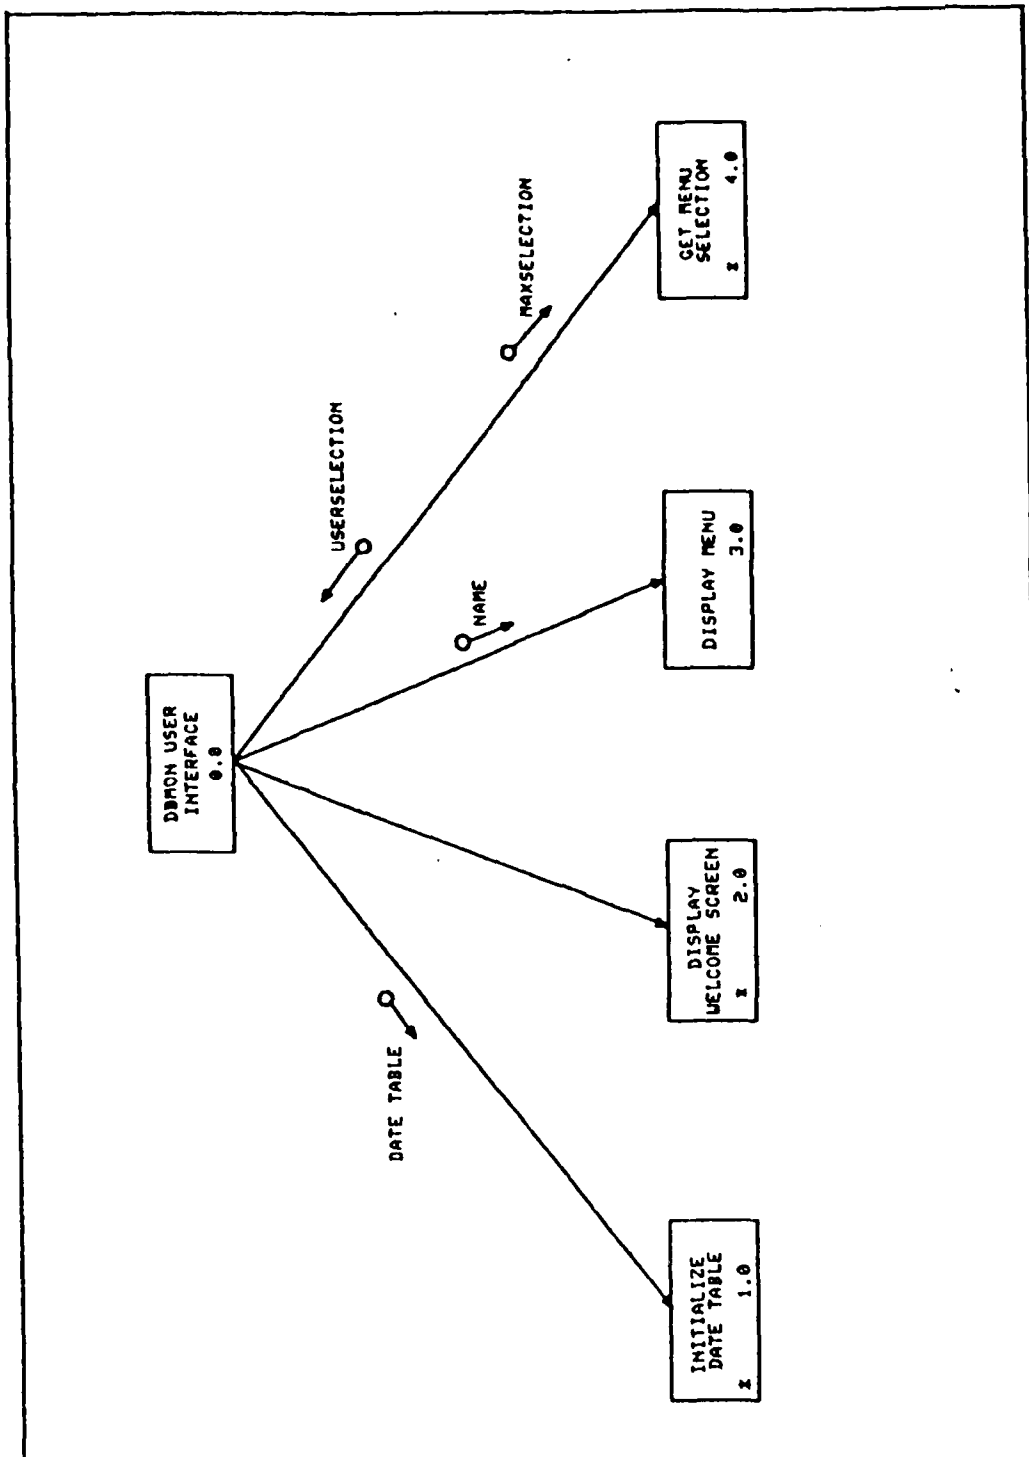 DBMON USER
INTERFACE
0.0
DATE TABLE
NAME
USERSELECTION
MAXSELECTION
INITIALIZE
DATE TABLE
* 1.0
DISPLAY
WELCOME SCREEN
* 2.0
DISPLAY MENU
3.0
GET MENU
SELECTION
* 4.0